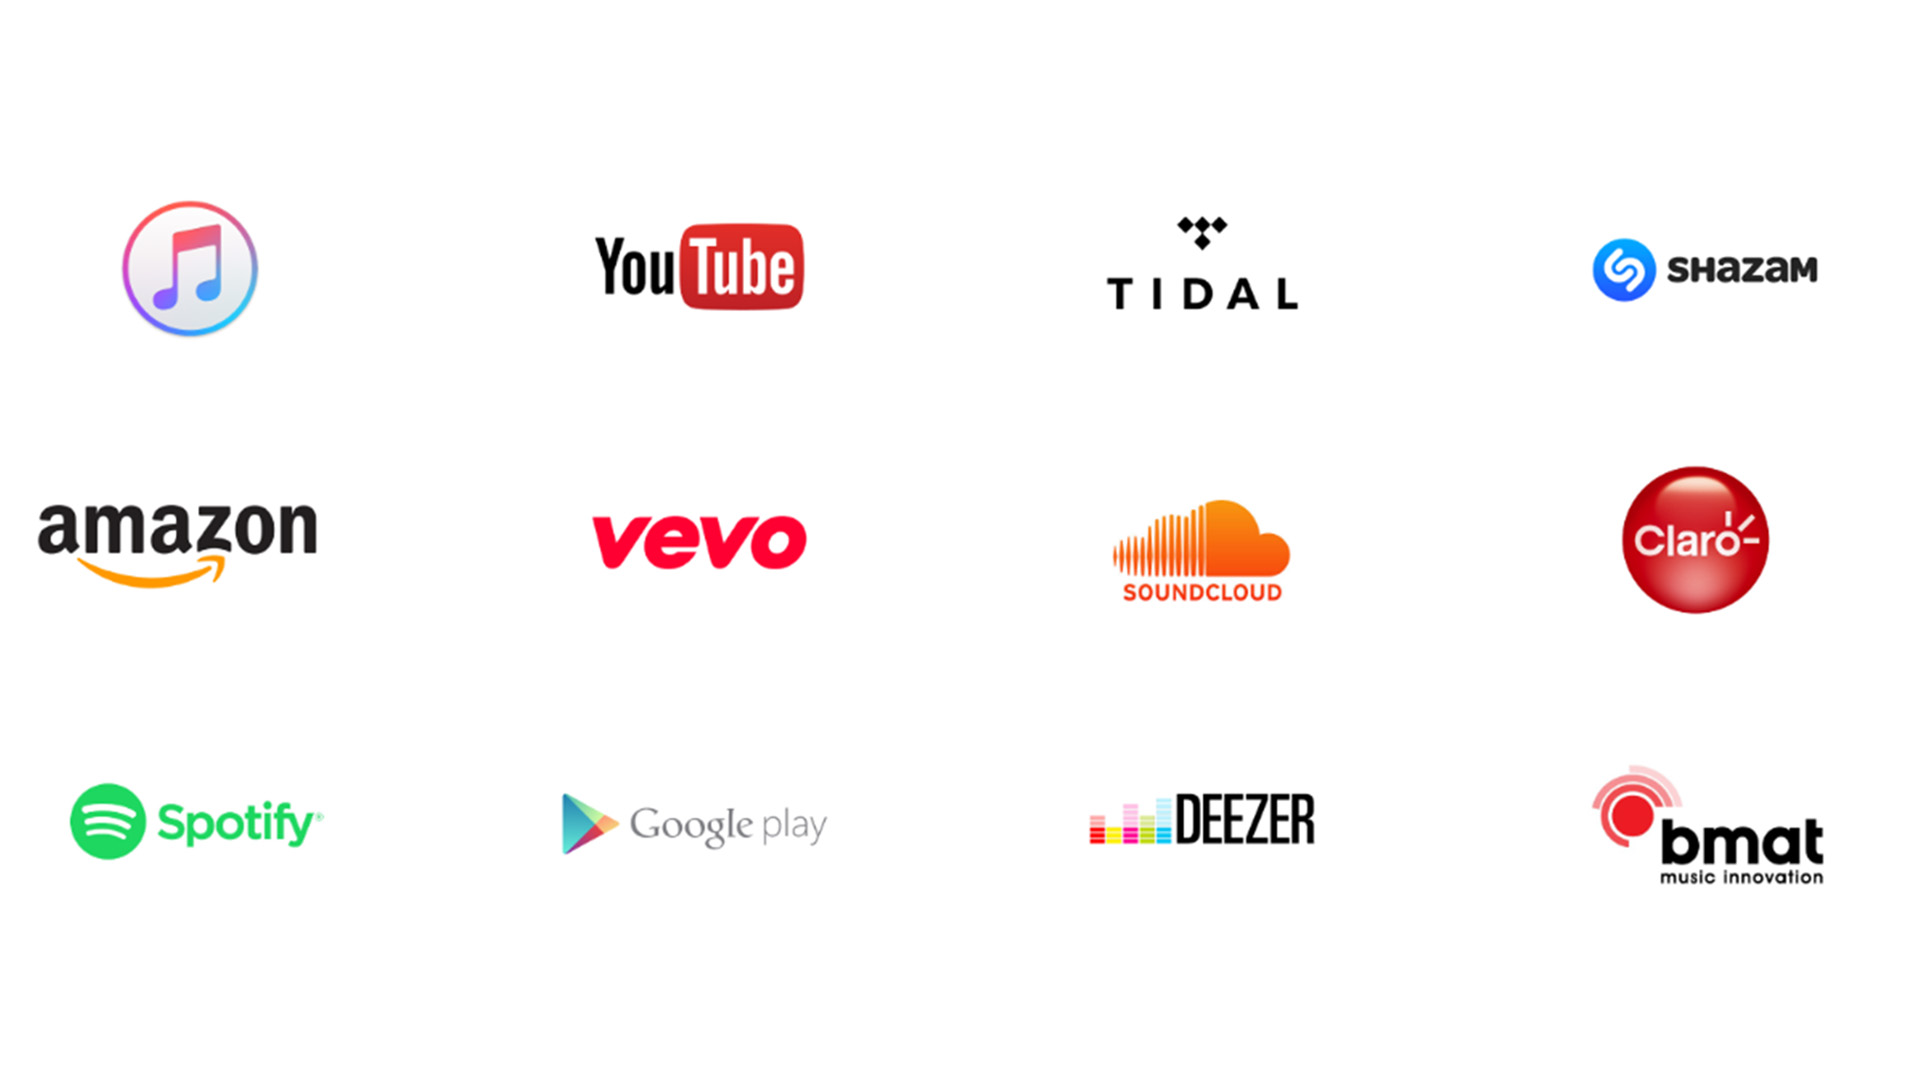 YouTube
TIDAL
SHAZAM
amazon
vevo
SOUNDCLOUD
Claro
Spotify®
Google play
DEEZER
bmat
music innovation